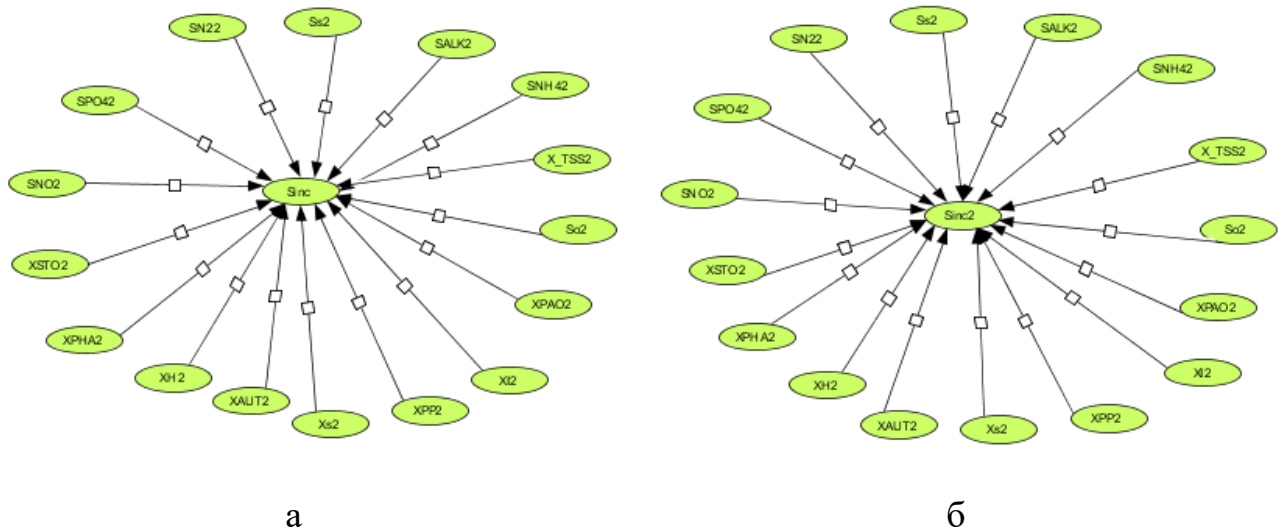 Ss2
SN22
SALK2
SNH42
SPO42
X_TSS2
SNO2
Sinc
So2
XSTO2
XPAO2
XPHA2
XH2
XI2
XAUT2
XPP2
Xs2
а
Ss2
SALK2
SN22
SNH42
SPO42
X_TSS2
SNO2
Sinc2
So2
XSTO2
XPAO2
XPHA2
XI2
XH2
XPP2
XAUT2
Xs2
б